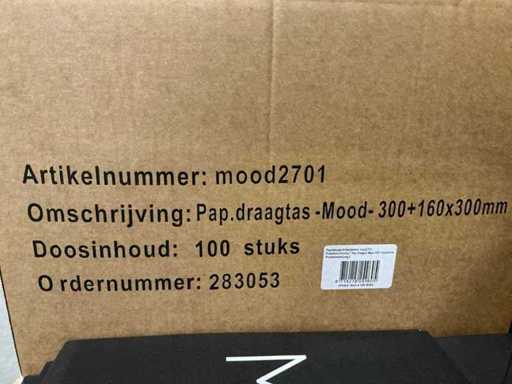 Artikelnummer: mood2701
Omschrijving: Pap.draagtas -Mood- 300+160x300mm
Doosinhoud: 100 stuks
Ordernummer: 283053
M